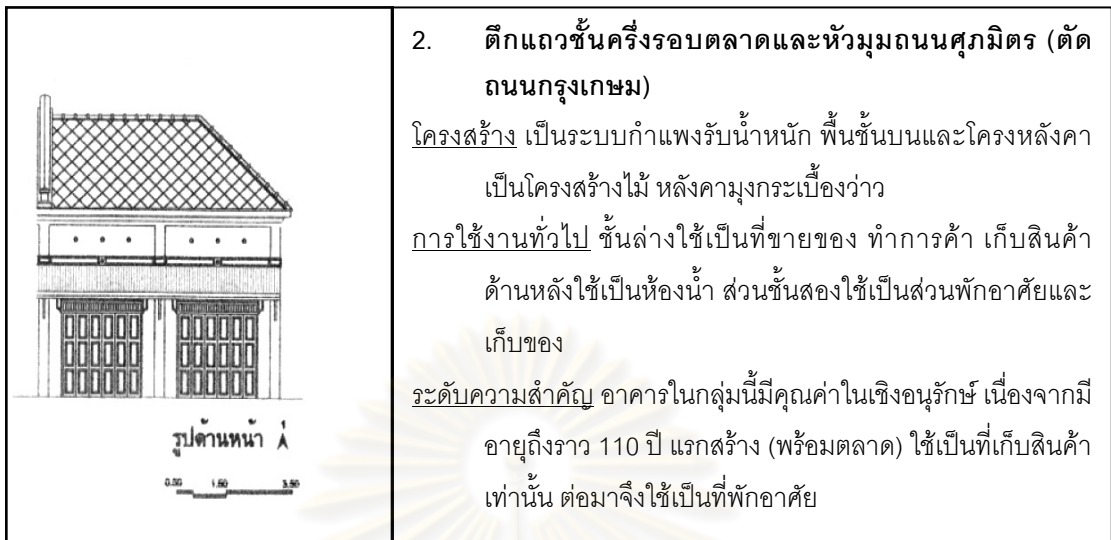 2. ตึกแถวชั้นครึ่งรอบตลาดและหัวมุมถนนศุภมิตร (ตัด
ถนนกรุงเกษม)
โครงสร้าง เป็นระบบกำแพงรับน้ำหนัก พื้นชั้นบนและโครงหลังคา
เป็นโครงสร้างไม้ หลังคามุงกระเบื้องว่าว
การใช้งานทั่วไป ชั้นล่างใช้เป็นที่ขายของ ทำการค้า เก็บสินค้า
ด้านหลังใช้เป็นห้องน้ำ ส่วนชั้นสองใช้เป็นส่วนพักอาศัยและ
เก็บของ
ระดับความสำคัญ อาคารในกลุ่มนี้มีคุณค่าในเชิงอนุรักษ์ เนื่องจากมี
อายุถึงราว 110 ปี แรกสร้าง (พร้อมตลาด) ใช้เป็นที่เก็บสินค้า
เท่านั้น ต่อมาจึงใช้เป็นที่พักอาศัย
รูปด้านหน้า A
0.50 1.50 3.50